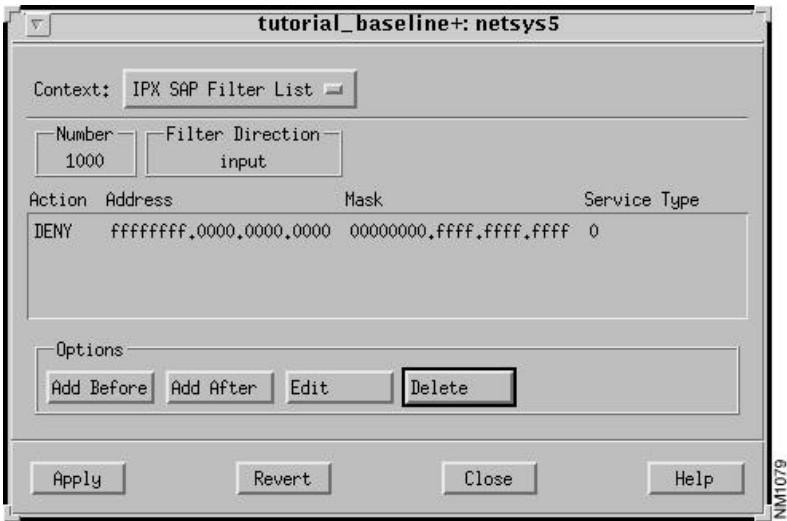 tutorial_baseline+: netsys5
Context: IPX SAP Filter List
Number Filter Direction
1000 input
Action Address Mask Service Type
DENY ffffffff.0000.0000.0000 00000000.ffff.ffff.ffff 0
Options
Add Before Add After Edit Delete
Apply Revert Close Help
NM1079